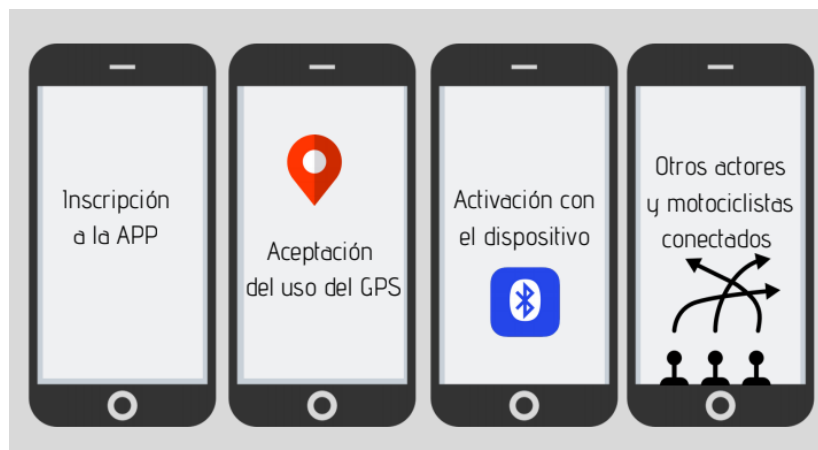 Inscripción
a la APP
Aceptación
del uso del GPS
Activación con
el dispositivo
Otros actores
y motociclistas
conectados